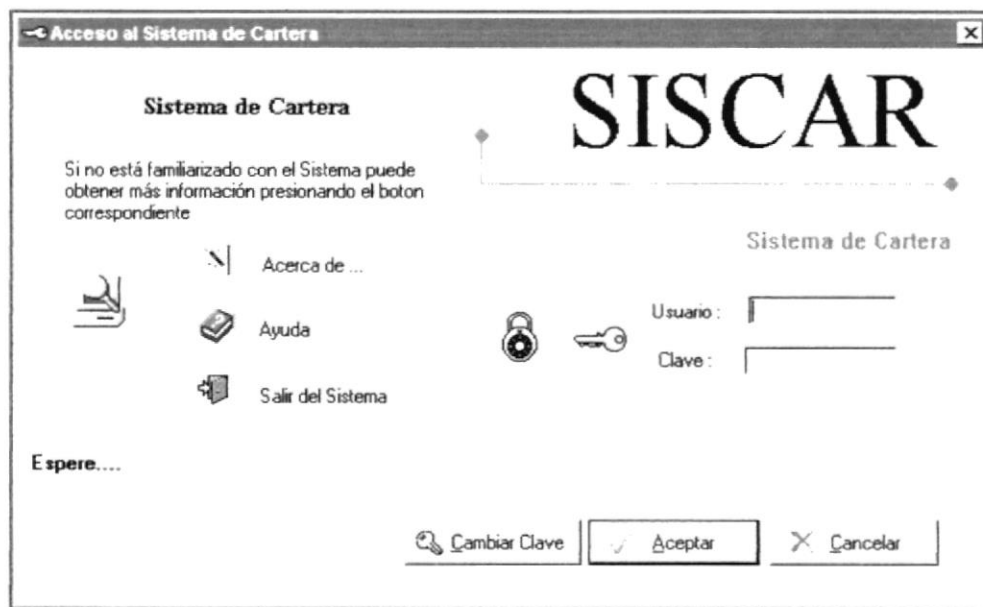 Acceso al Sistema de Cartera
Sistema de Cartera
Si no está familiarizado con el Sistema puede
obtener más información presionando el boton
correspondiente
Acerca de ...
Ayuda
Salir del Sistema
Espere....
SISCAR
Sistema de Cartera
Usuario :
Clave :
Cambiar Clave
Aceptar
Cancelar